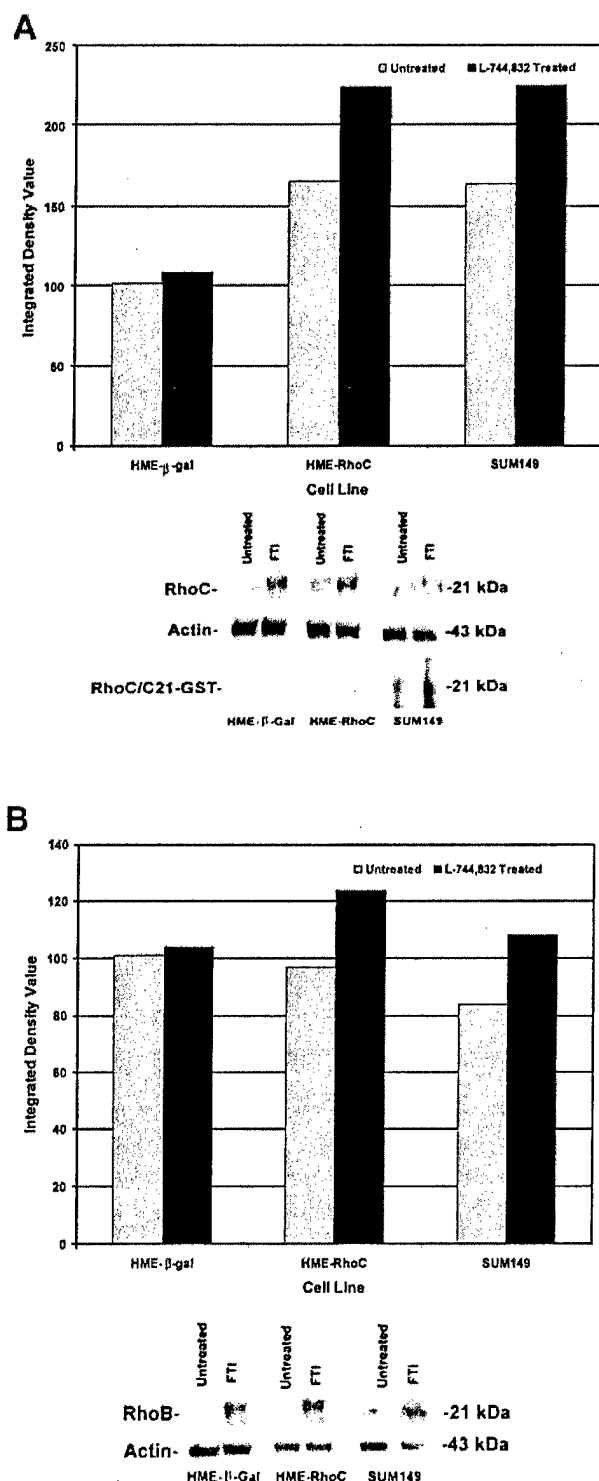 A
250
Untreated L-744,832 Treated
200
150
100
50
0
Integrated Density Value
HME-β-gal HME-RhoC SUM149
Cell Line
Untreated FTI Untreated FTI Untreated FTI
RhoC- -21 kDa
Actin- -43 kDa
RhoC/C21-GST- -21 kDa
HME-β-Gal HME-RhoC SUM149
B
140
Untreated L-744,832 Treated
120
100
80
60
40
20
0
Integrated Density Value
HME-β-gal HME-RhoC SUM149
Cell Line
Untreated FTI Untreated FTI Untreated FTI
RhoB- -21 kDa
Actin- -43 kDa
HME-β-Gal HME-RhoC SUM149